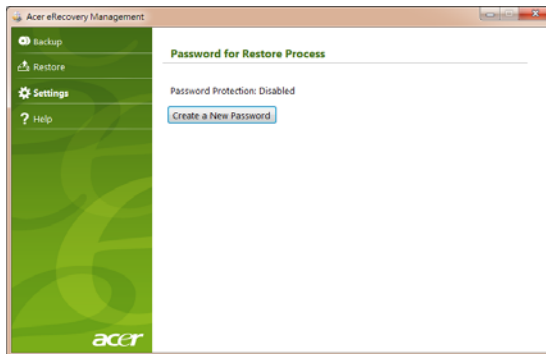 Acer eRecovery Management
Backup
Restore
Settings
Help
acer
Password for Restore Process
Password Protection: Disabled
Create a New Password